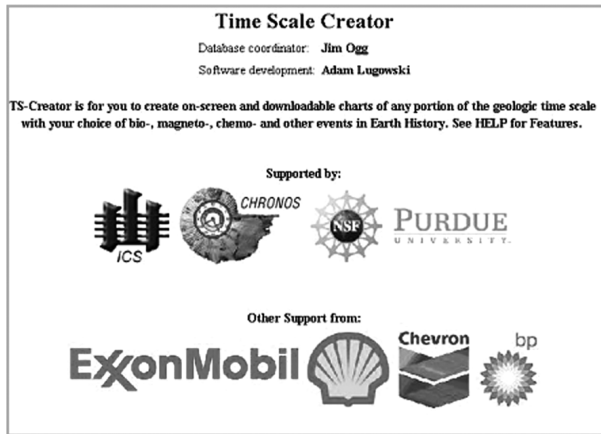 Time Scale Creator
Database coordinator: Jim Ogg
Software development: Adam Lugowski
TS-Creator is for you to create on-screen and downloadable charts of any portion of the geologic time scale
with your choice of bio-, magneto-, chemo- and other events in Earth History. See HELP for Features.
Supported by:
ICS
CHRONOS
NSF
PURDUE
UNIVERSITY
Other Support from:
ExxonMobil
Chevron
bp